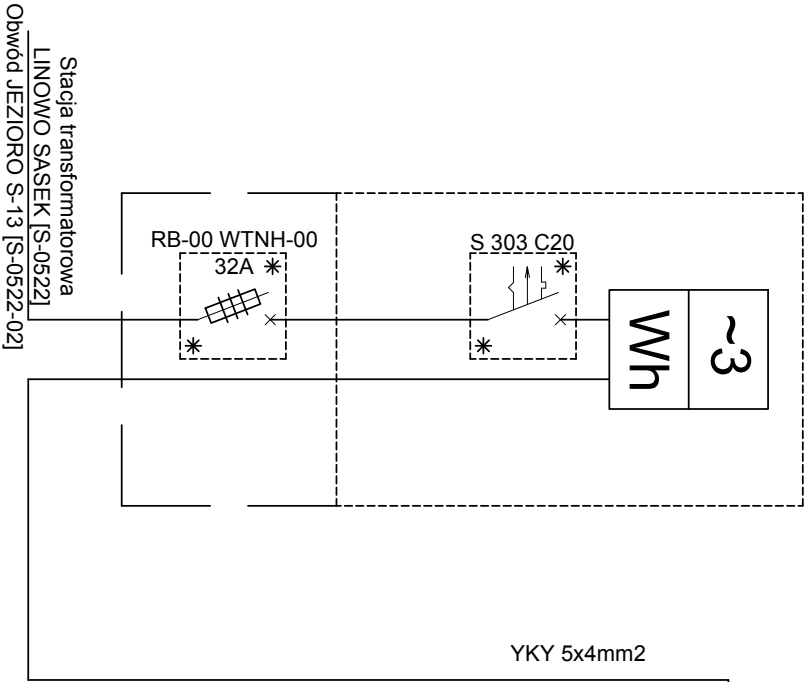 Stacja transformatorowa
LINOWO SASEK [S-0522]
Obwód JEZIORO S-13 [S-0522-02]
RB-00 WTNH-00
32A
S 303 C20
~3
Wh
YKY 5x4mm2